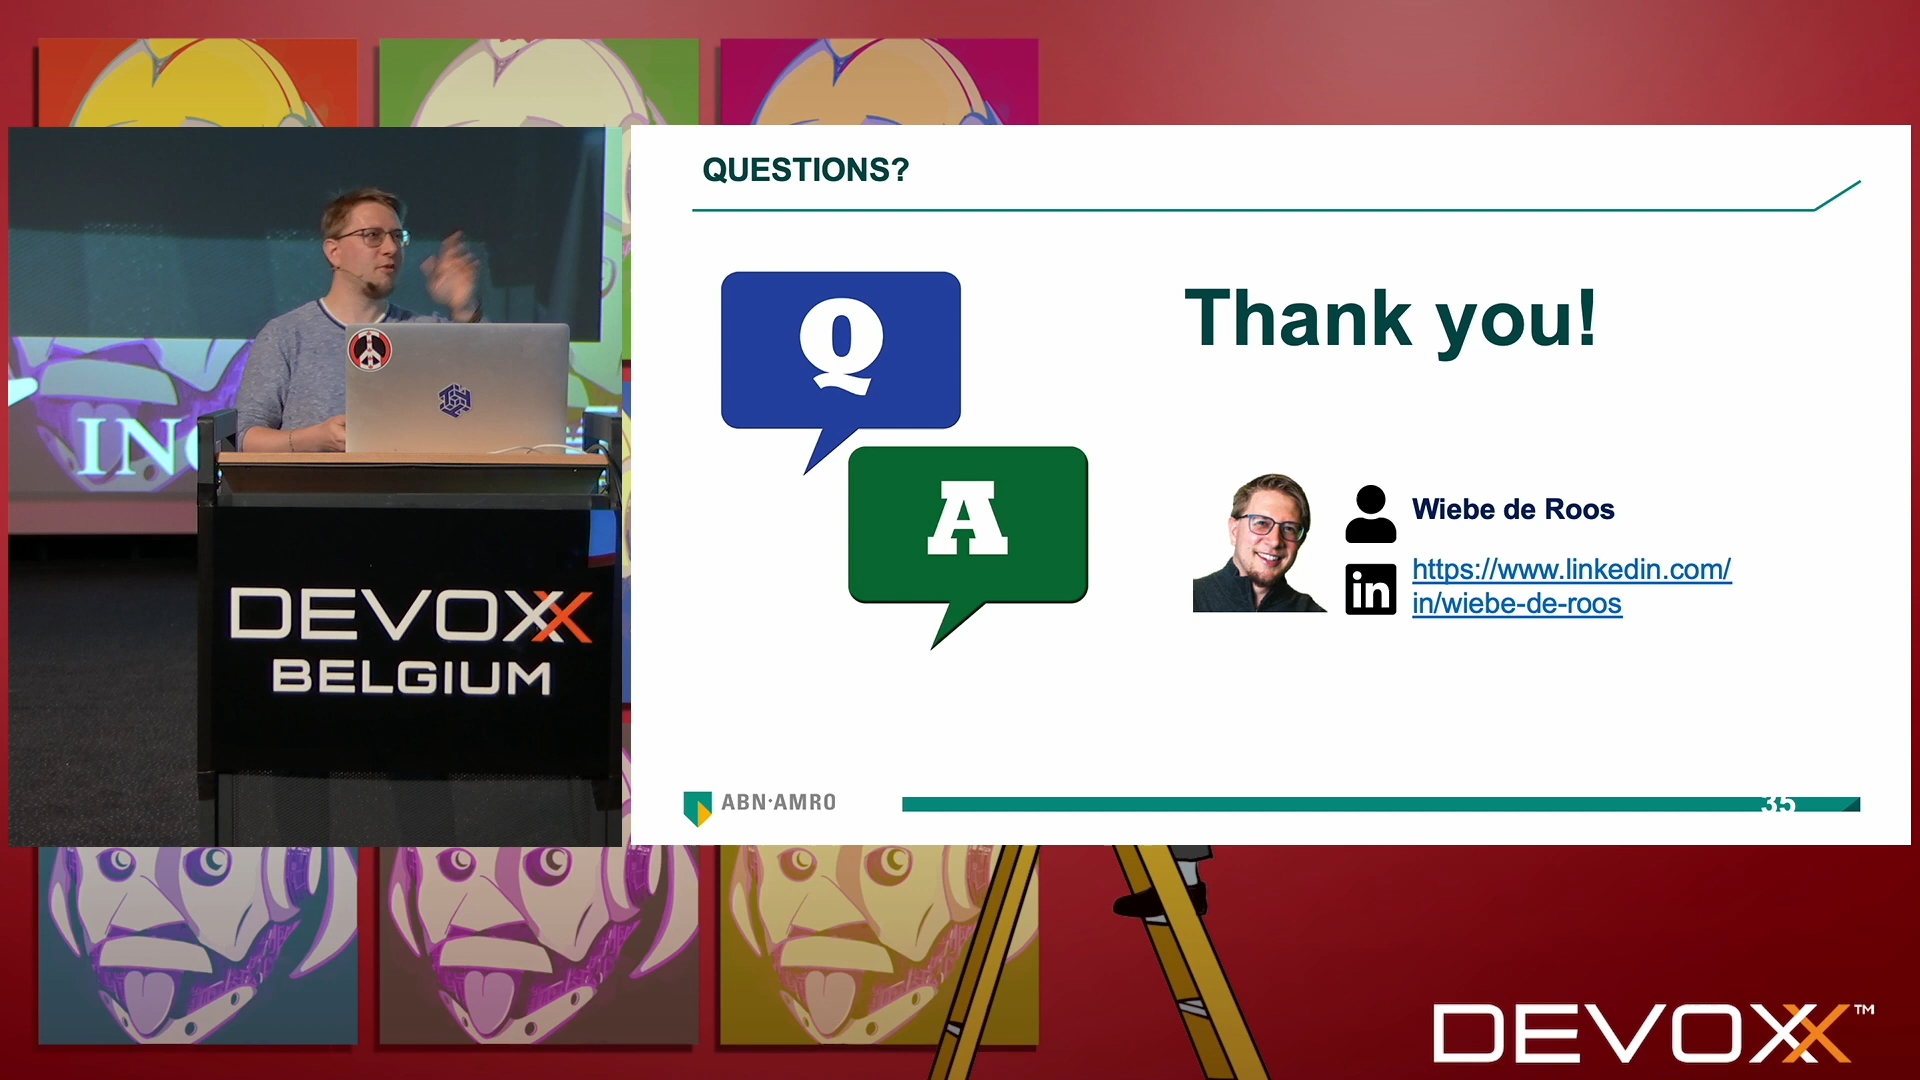 QUESTIONS?
Q
A
Thank you!
Wiebe de Roos
in
https://www.linkedin.com/
in/wiebe-de-roos
ABN·AMRO
35
ING
DEVOXX
BELGIUM
DEVOXX™